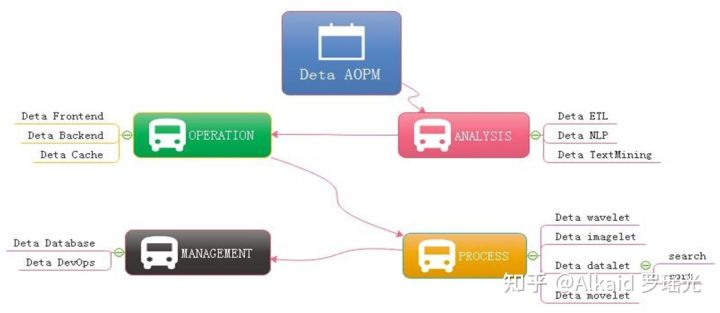 Deta AOPM
Deta Frontend
Deta Backend
Deta Cache
OPERATION
ANALYSIS
Deta ETL
Deta NLP
Deta TextMining
Deta Database
Deta DevOps
MANAGEMENT
PROCESS
Deta wavelet
Deta imagelet
Deta datalet
Deta movelet
search
sort
知乎 @Alkaid 罗瑶光